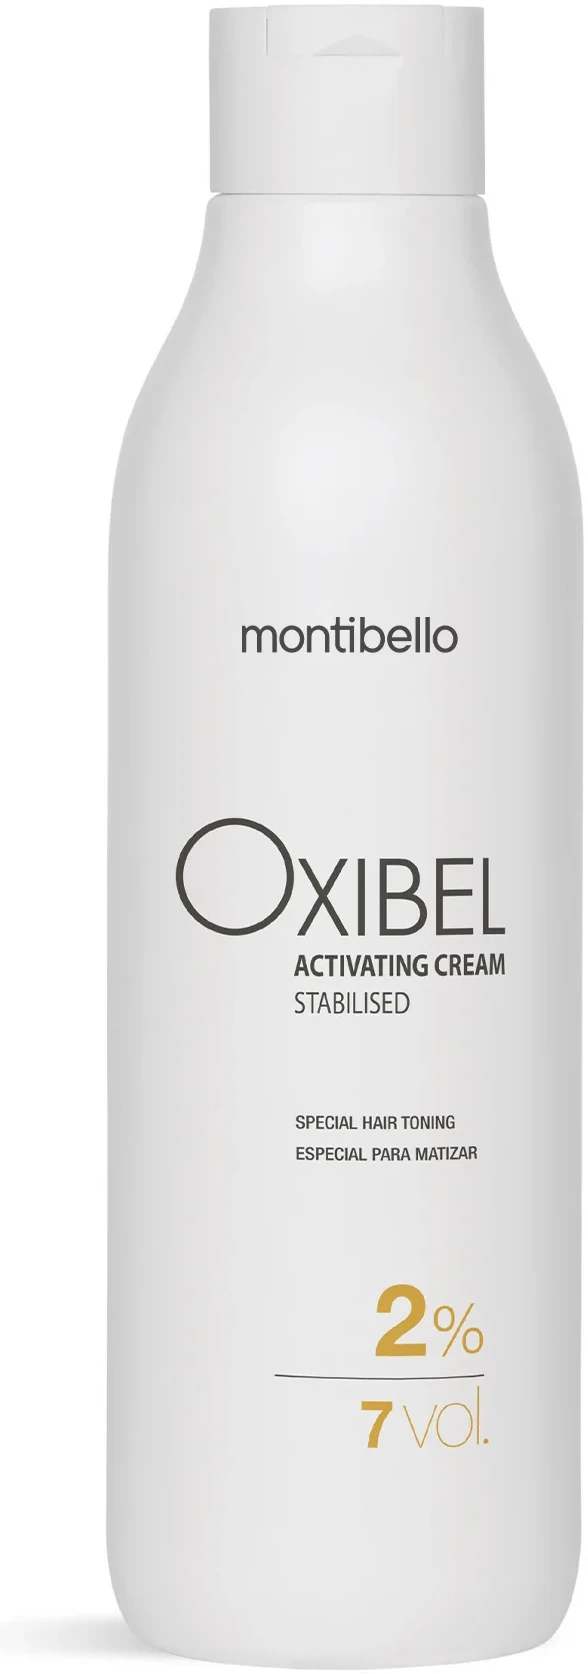 montibello
OXIBEL
ACTIVATING CREAM
STABILISED
SPECIAL HAIR TONING
ESPECIAL PARA MATIZAR
2%
7 vol.